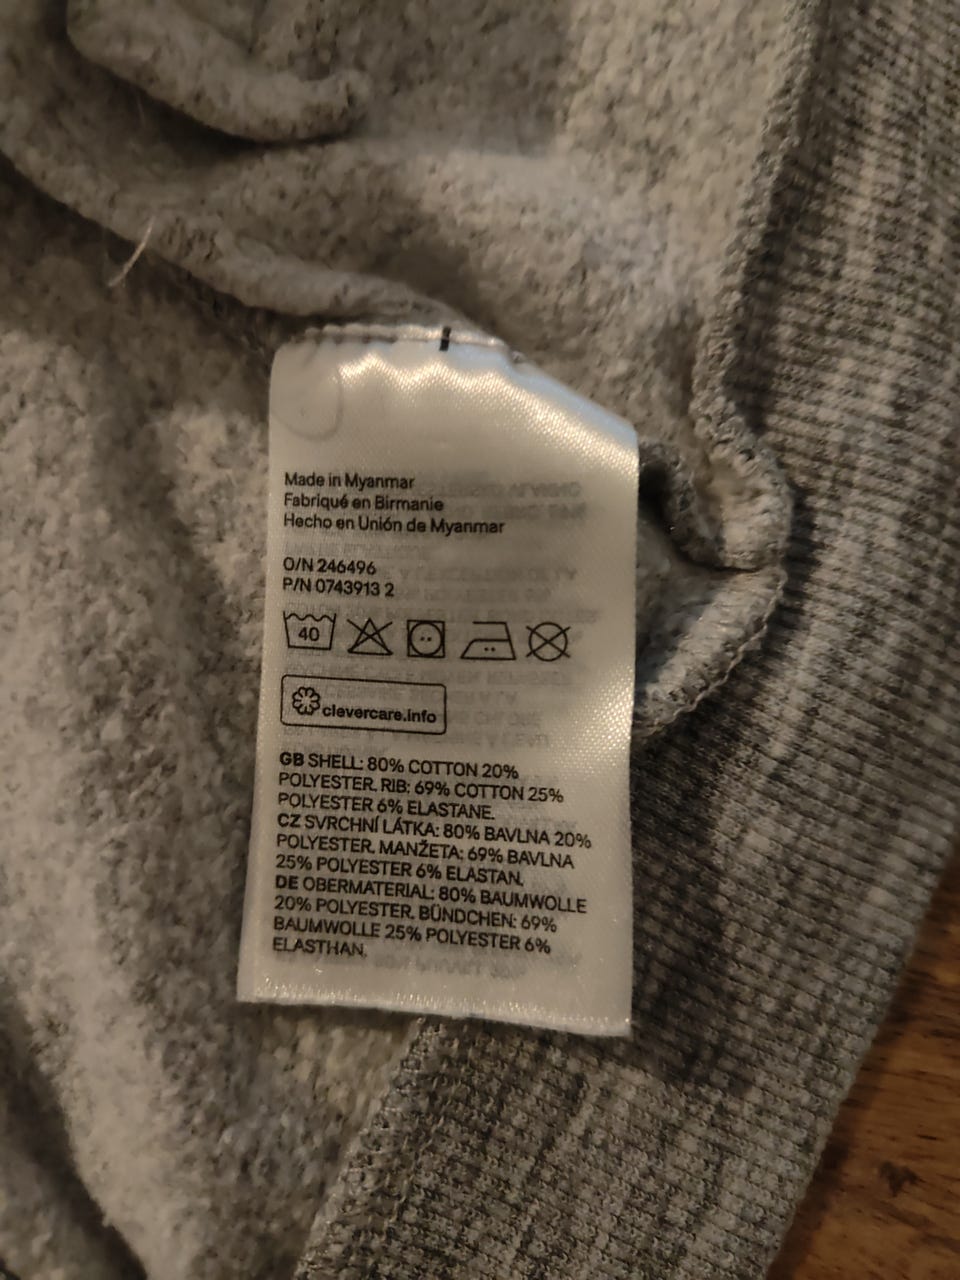 Made in Myanmar
Fabriqué en Birmanie
Hecho en Unión de Myanmar
O/N 246496
P/N 0743913 2
40
clevercare.info
GB SHELL: 80% COTTON 20%
POLYESTER. RIB: 69% COTTON 25%
POLYESTER 6% ELASTANE.
CZ SVRCHNÍ LÁTKA: 80% BAVLNA 20%
POLYESTER. MANŽETA: 69% BAVLNA
25% POLYESTER 6% ELASTAN.
DE OBERMATERIAL: 80% BAUMWOLLE
20% POLYESTER. BÜNDCHEN: 69%
BAUMWOLLE 25% POLYESTER 6%
ELASTHAN.